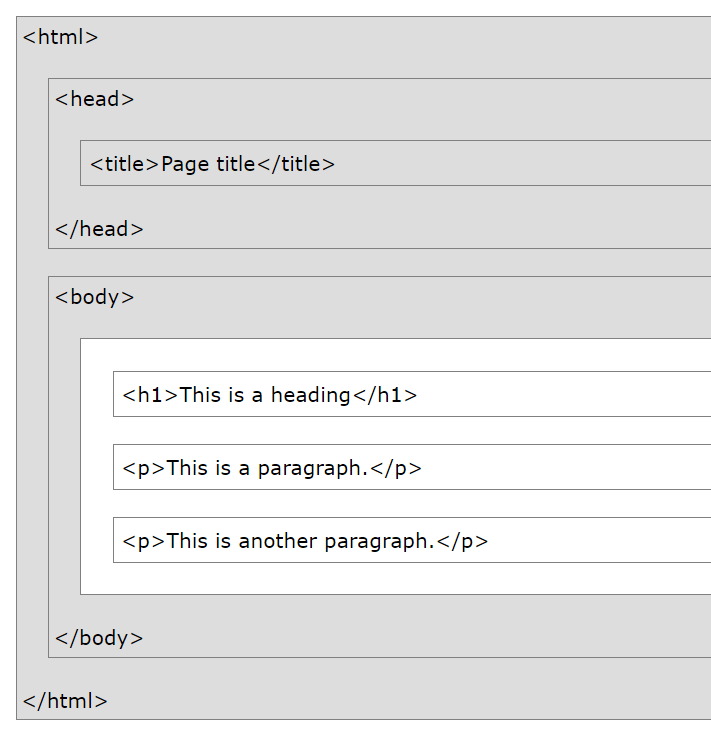 <html>
<head>
<title>Page title</title>
</head>
<body>
<h1>This is a heading</h1>
<p>This is a paragraph.</p>
<p>This is another paragraph.</p>
</body>
</html>